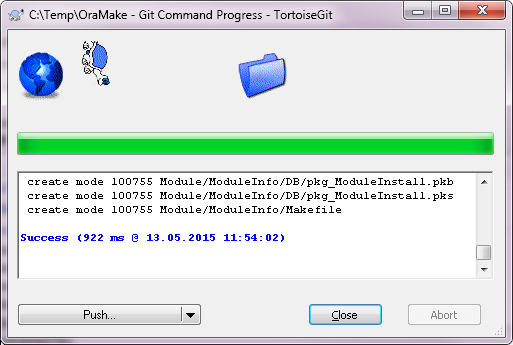 C:\Temp\OraMake - Git Command Progress - TortoiseGit
create mode 100755 Module/ModuleInfo/DB/pkg_ModuleInstall.pkb
create mode 100755 Module/ModuleInfo/DB/pkg_ModuleInstall.pks
create mode 100755 Module/ModuleInfo/Makefile
Success (922 ms @ 13.05.2015 11:54:02)
Push...
Close
Abort